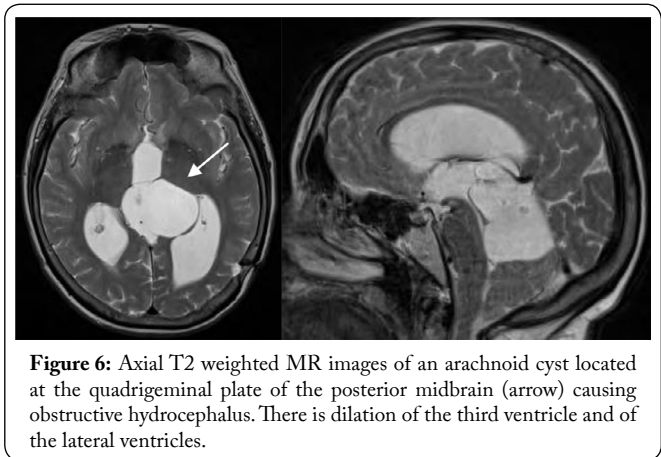 Figure 6: Axial T2 weighted MR images of an arachnoid cyst located
at the quadrigeminal plate of the posterior midbrain (arrow) causing
obstructive hydrocephalus. There is dilation of the third ventricle and of
the lateral ventricles.